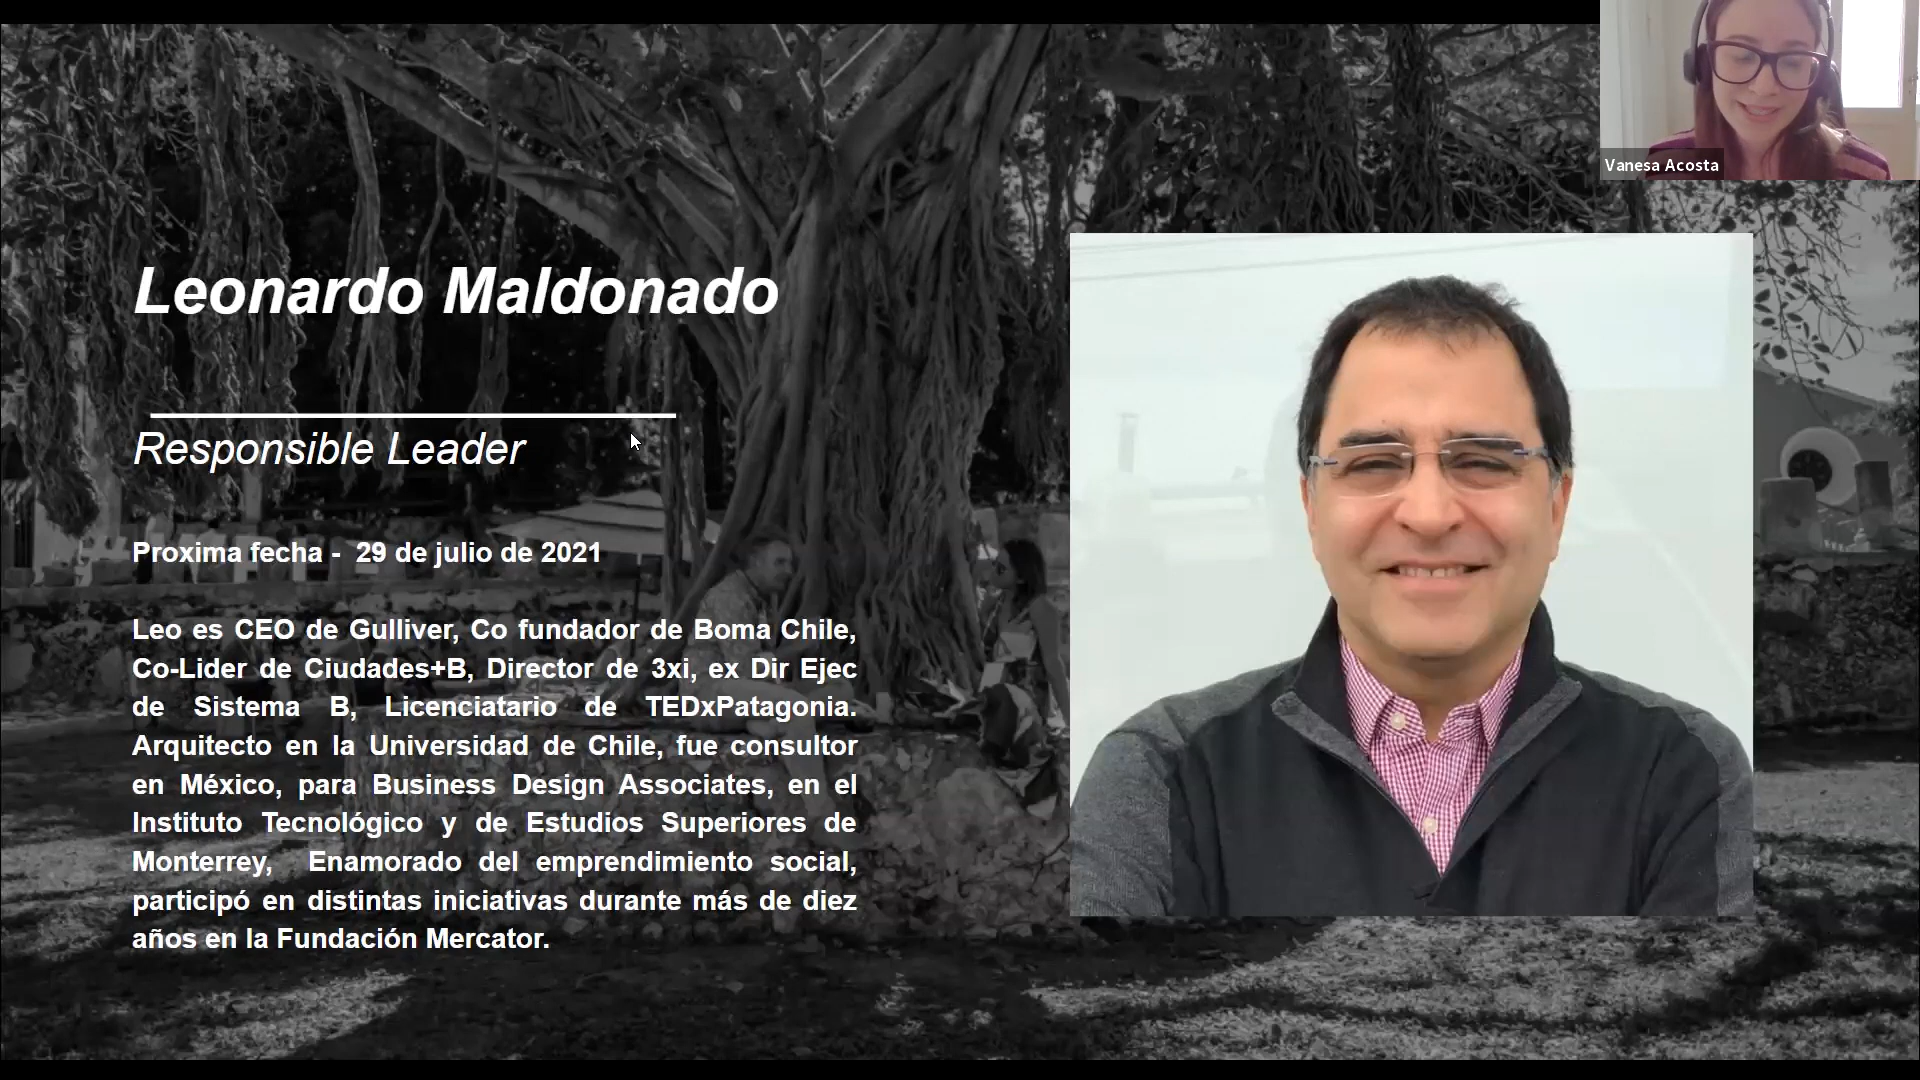 Vanesa Acosta
Leonardo Maldonado
Responsible Leader
Proxima fecha - 29 de julio de 2021
Leo es CEO de Gulliver, Co fundador de Boma Chile,
Co-Lider de Ciudades+B, Director de 3xi, ex Dir Ejec
de Sistema B, Licenciatario de TEDxPatagonia.
Arquitecto en la Universidad de Chile, fue consultor
en México, para Business Design Associates, en el
Instituto Tecnológico y de Estudios Superiores de
Monterrey, Enamorado del emprendimiento social,
participó en distintas iniciativas durante más de diez
años en la Fundación Mercator.